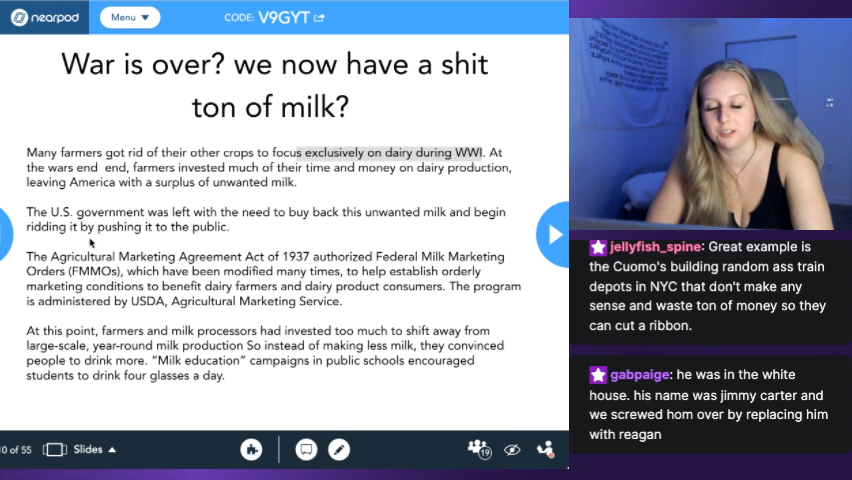 nearpod
Menu ▼
CODE: V9GYT
War is over? we now have a shit
ton of milk?
Many farmers got rid of their other crops to focus exclusively on dairy during WWI. At
the wars end end, farmers invested much of their time and money on dairy production,
leaving America with a surplus of unwanted milk.
The U.S. government was left with the need to buy back this unwanted milk and begin
ridding it by pushing it to the public.
The Agricultural Marketing Agreement Act of 1937 authorized Federal Milk Marketing
Orders (FMMOs), which have been modified many times, to help establish orderly
marketing conditions to benefit dairy farmers and dairy product consumers. The program
is administered by USDA, Agricultural Marketing Service.
At this point, farmers and milk processors had invested too much to shift away from
large-scale, year-round milk production So instead of making less milk, they convinced
people to drink more. “Milk education” campaigns in public schools encouraged
students to drink four glasses a day.
10 of 55
Slides ▲
19
jellyfish_spine: Great example is
the Cuomo's building random ass train
depots in NYC that don't make any
sense and waste ton of money so they
can cut a ribbon.
gabpaige: he was in the white
house. his name was jimmy carter and
we screwed hom over by replacing him
with reagan